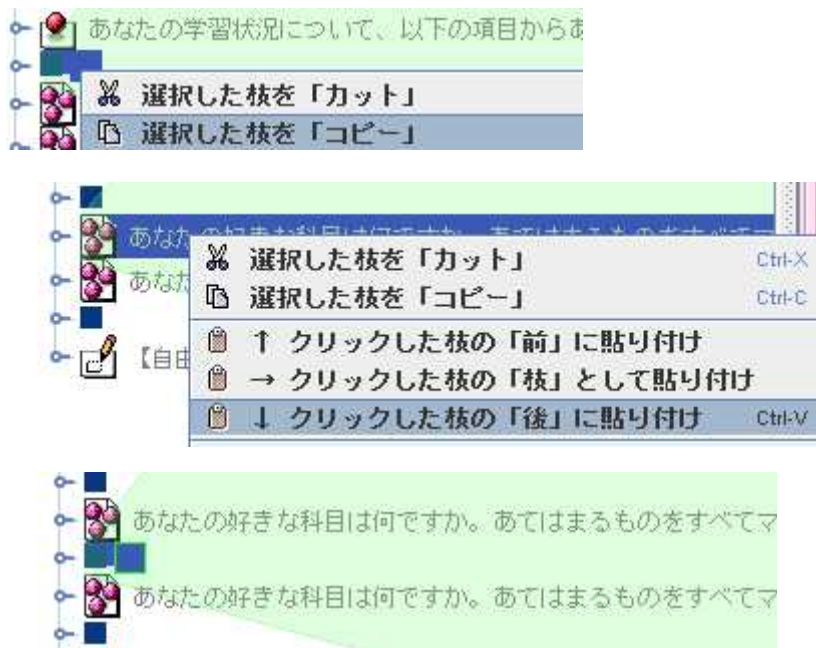 あなたの学習状況について、以下の項目からあ
選択した枝を「カット」
選択した枝を「コピー」
あなたの好きな科目は何ですか。あてはまるものをすべてマ
選択した枝を「カット」 Ctrl-X
あなた
選択した枝を「コピー」 Ctrl-C
↑ クリックした枝の「前」に貼り付け
【自由
→ クリックした枝の「枝」として貼り付け
↓ クリックした枝の「後」に貼り付け Ctrl-V
あなたの好きな科目は何ですか。あてはまるものをすべてマ
あなたの好きな科目は何ですか。あてはまるものをすべてマ